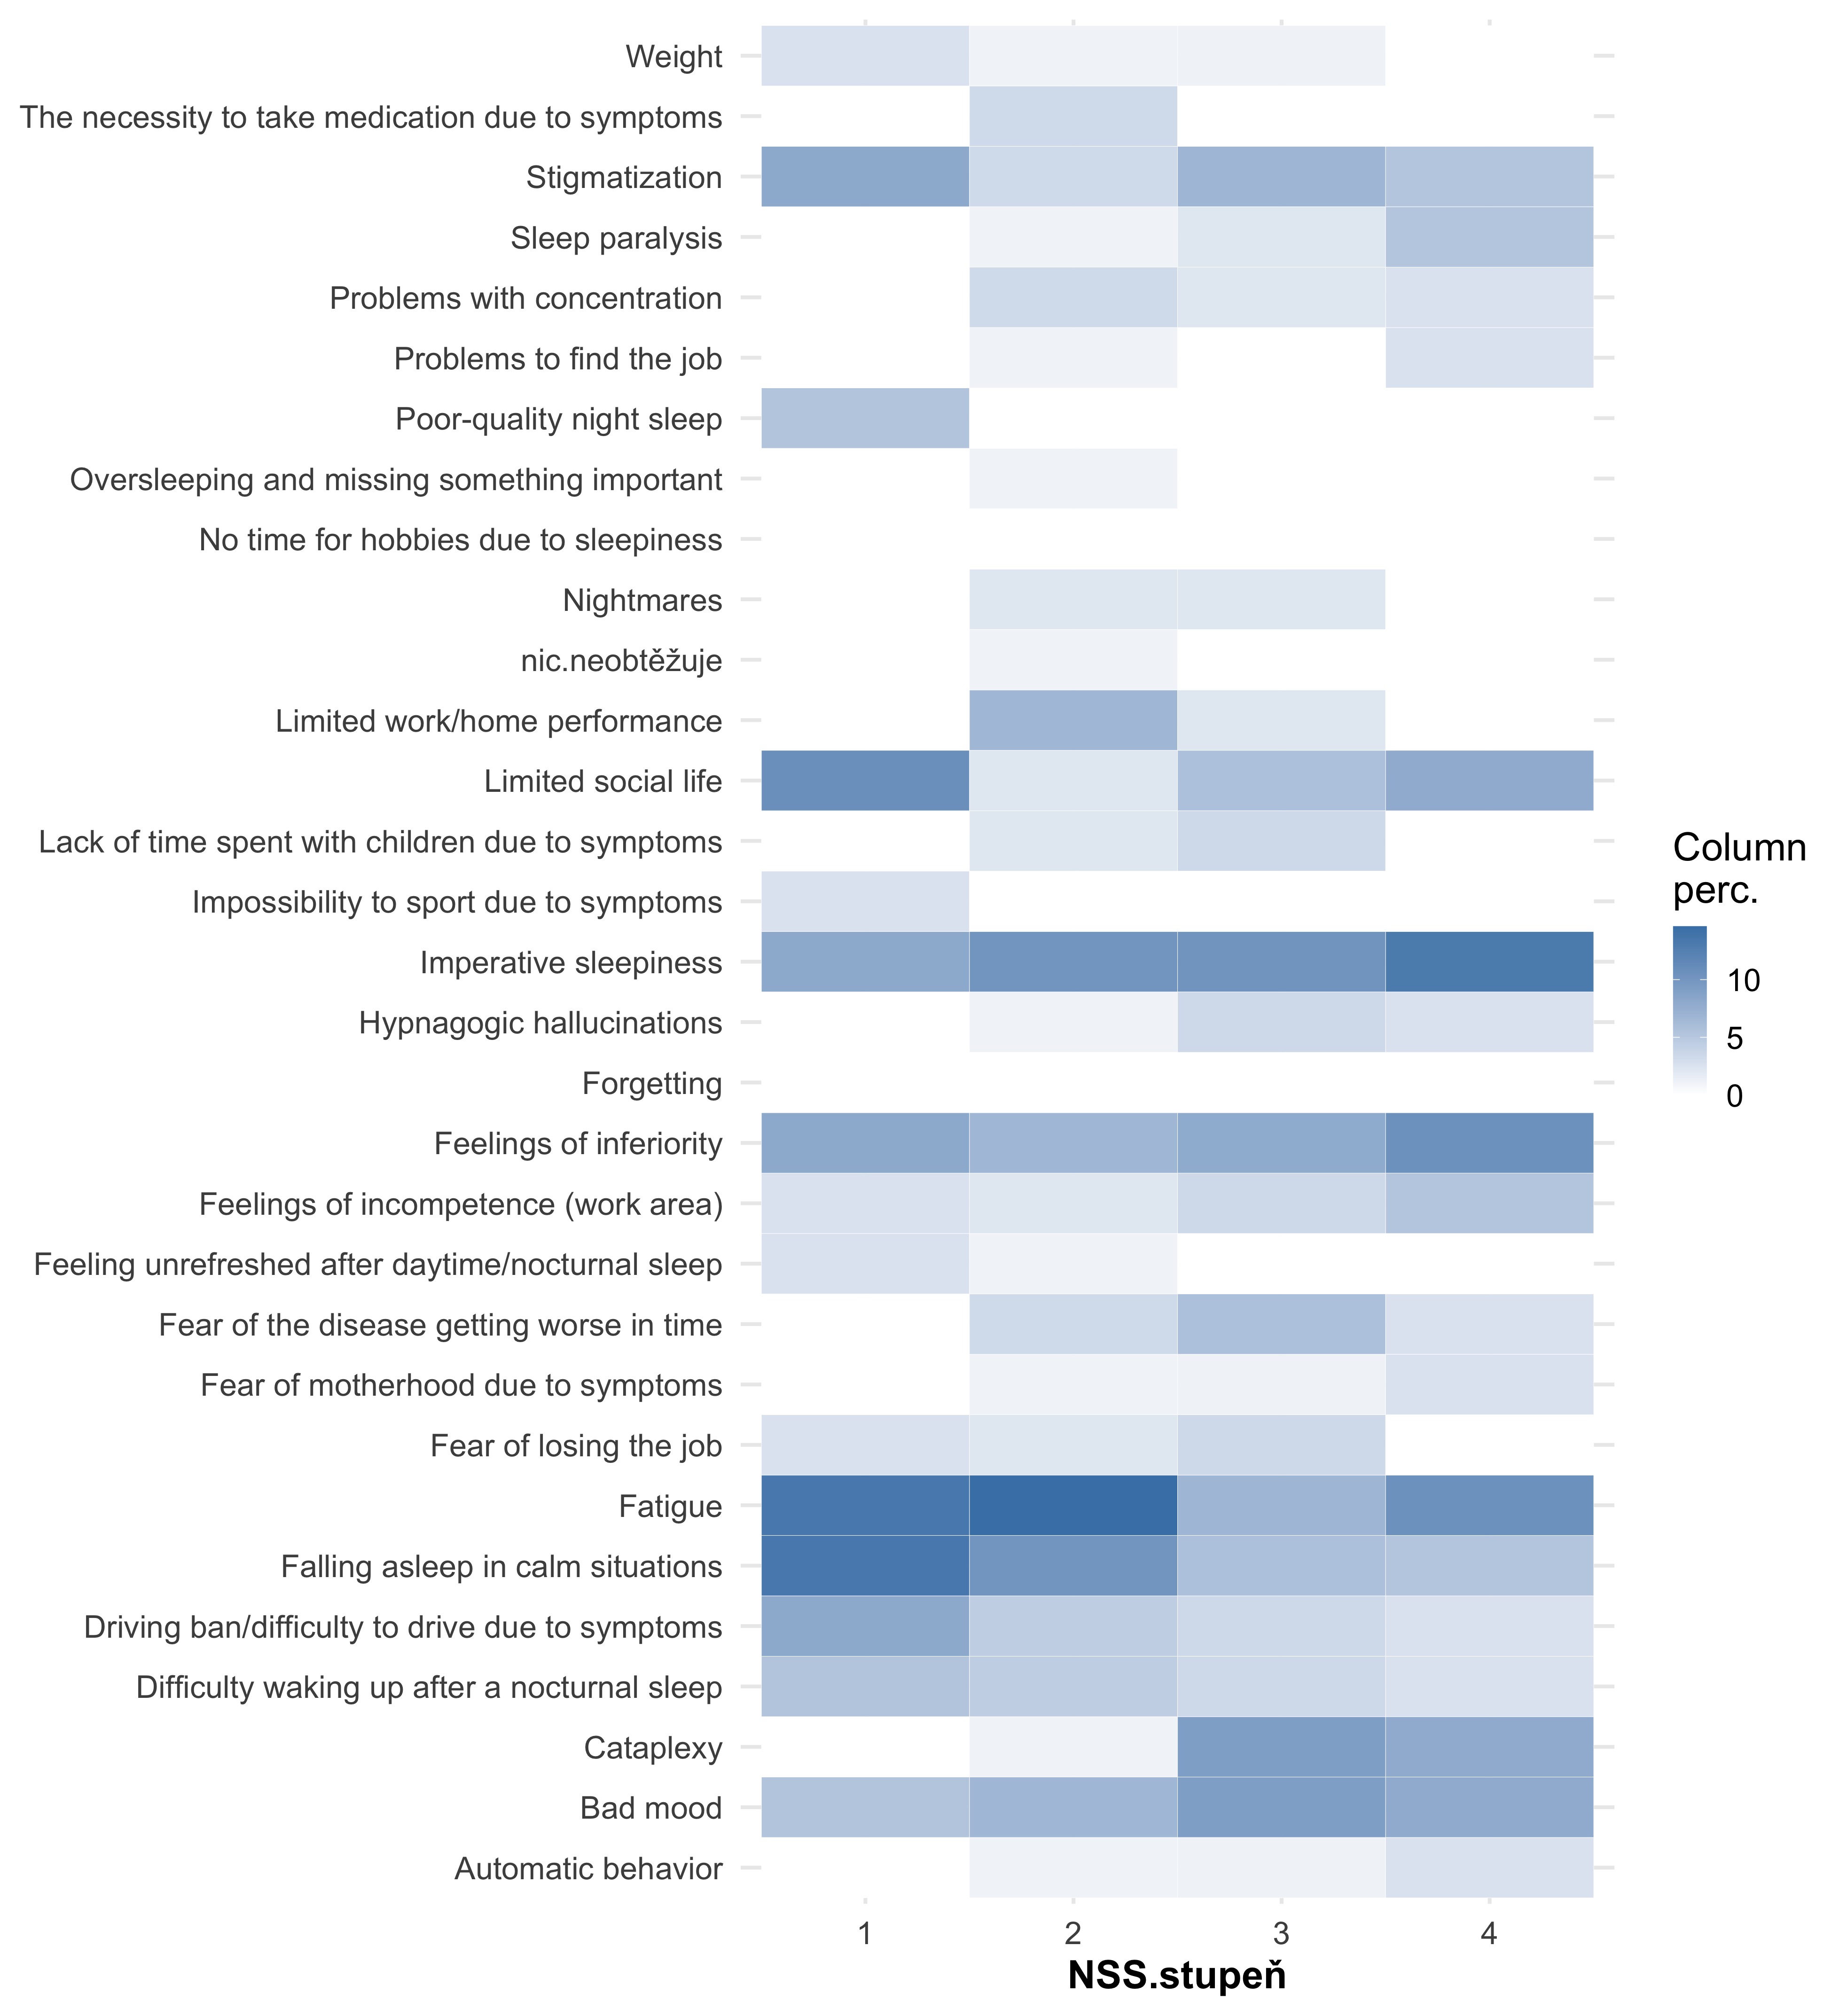 Weight
The necessity to take medication due to symptoms
Stigmatization
Sleep paralysis
Problems with concentration
Problems to find the job
Poor-quality night sleep
Oversleeping and missing something important
No time for hobbies due to sleepiness
Nightmares
nic.neobtěžuje
Limited work/home performance
Limited social life
Lack of time spent with children due to symptoms
Impossibility to sport due to symptoms
Imperative sleepiness
Hypnagogic hallucinations
Forgetting
Feelings of inferiority
Feelings of incompetence (work area)
Feeling unrefreshed after daytime/nocturnal sleep
Fear of the disease getting worse in time
Fear of motherhood due to symptoms
Fear of losing the job
Fatigue
Falling asleep in calm situations
Driving ban/difficulty to drive due to symptoms
Difficulty waking up after a nocturnal sleep
Cataplexy
Bad mood
Automatic behavior
1 2 3 4
NSS.stupeň
Column
perc.
10
5
0